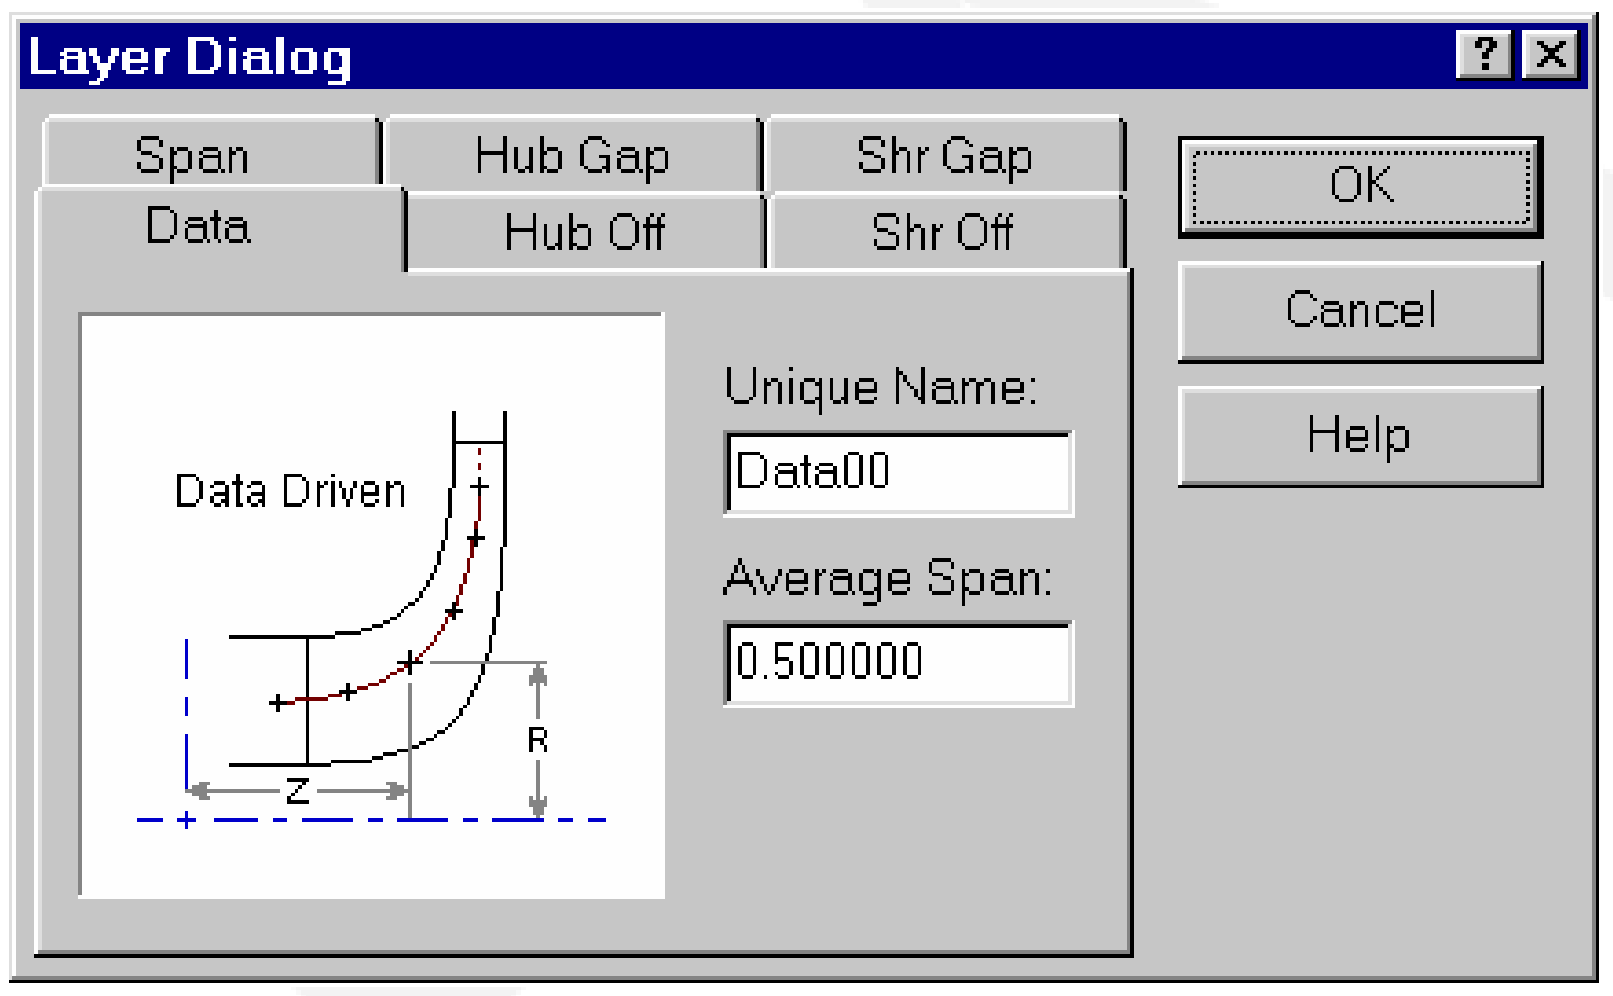 Layer Dialog
Span Hub Gap Shr Gap
Data Hub Off Shr Off
OK
Cancel
Help
Data Driven
R
Z
Unique Name:
Data00
Average Span:
0.500000